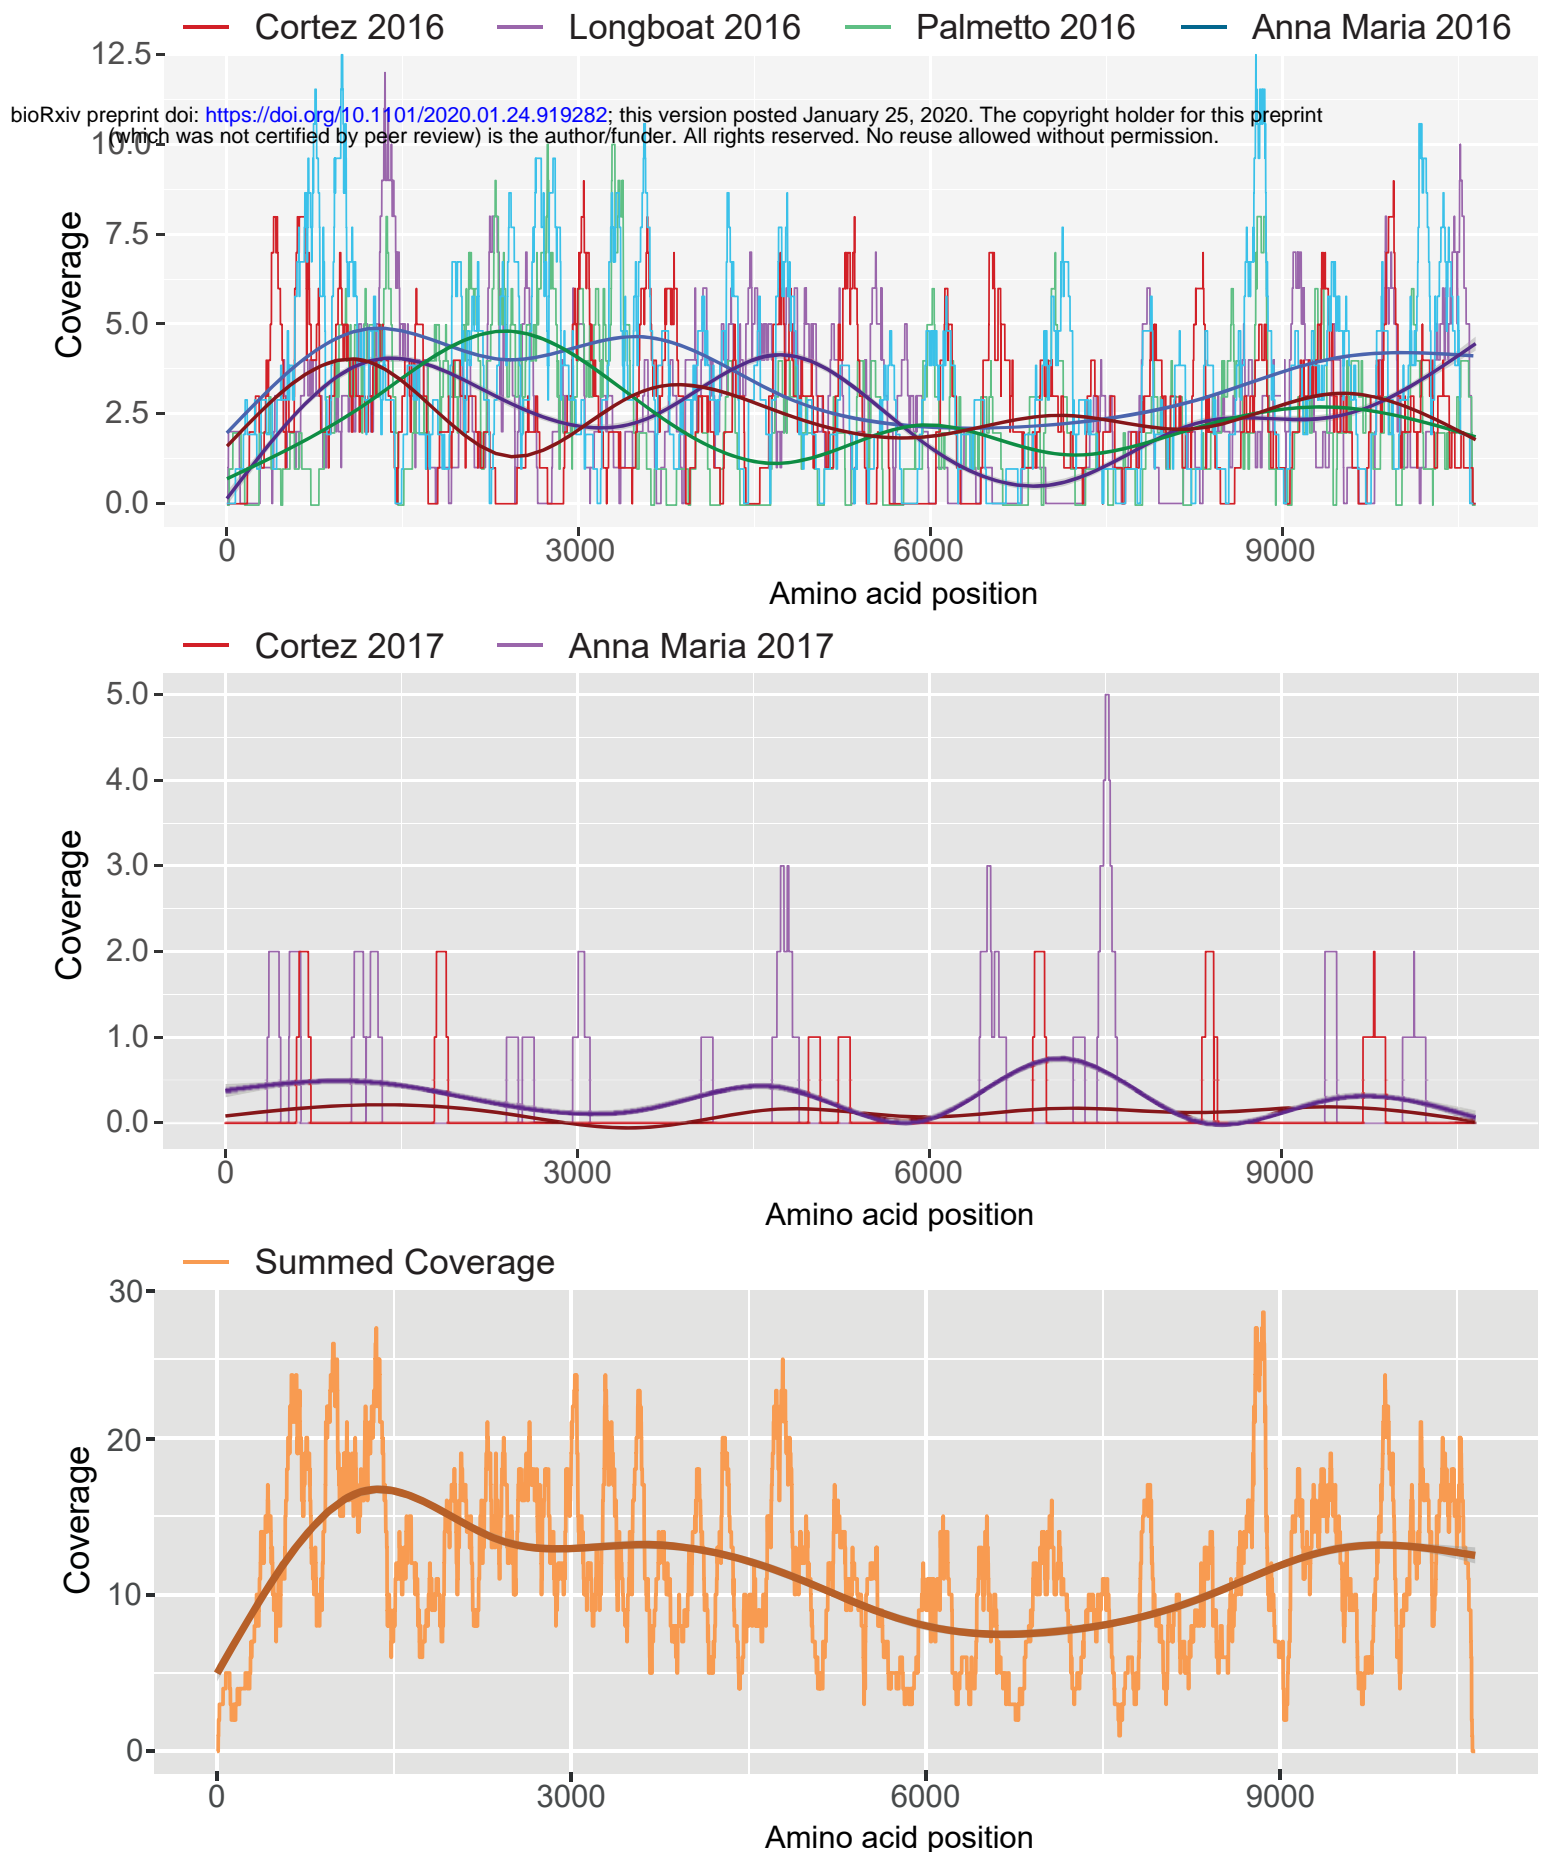 Cortez 2016 Longboat 2016 Palmetto 2016 Anna Maria 2016
12.5
bioRxiv preprint doi: https://doi.org/10.1101/2020.01.24.919282; this version posted January 25, 2020. The copyright holder for this preprint
(which was not certified by peer review) is the author/funder. All rights reserved. No reuse allowed without permission.
10.0
7.5
5.0
2.5
0.0
Coverage
0 3000 6000 9000
Amino acid position
Cortez 2017 Anna Maria 2017
5.0
4.0
3.0
2.0
1.0
0.0
Coverage
0 3000 6000 9000
Amino acid position
Summed Coverage
30
20
10
0
Coverage
0 3000 6000 9000
Amino acid position